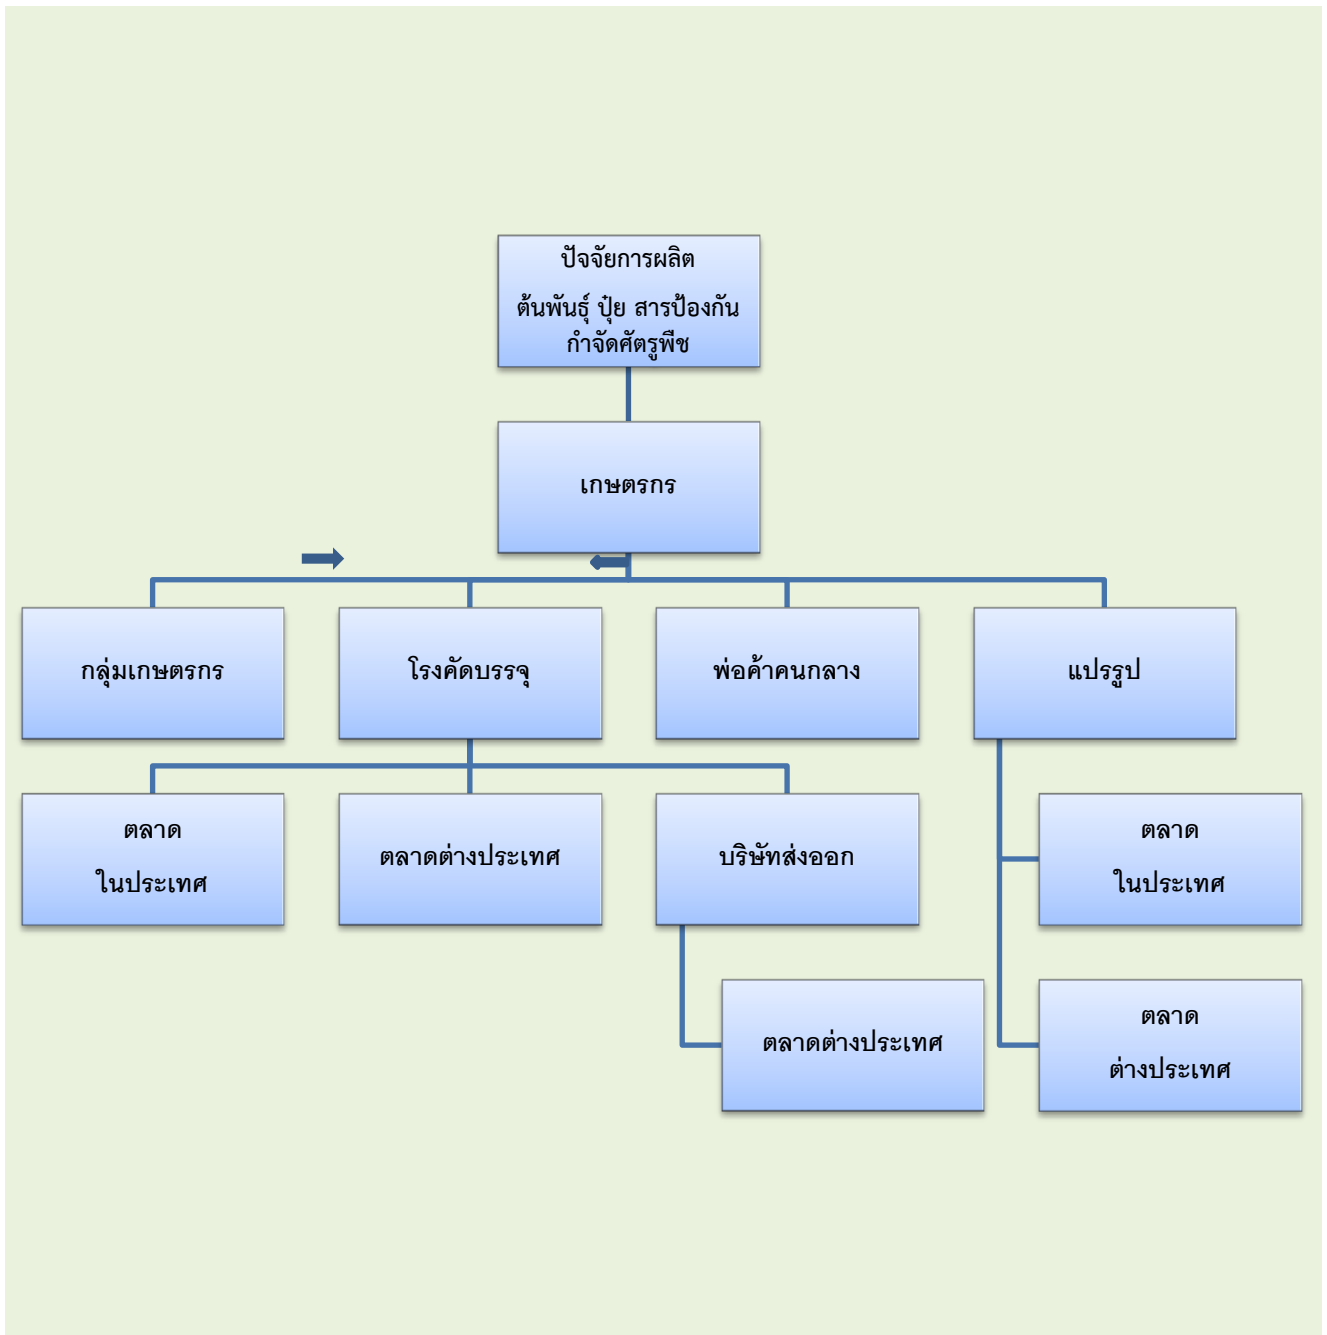 ปัจจัยการผลิต
ต้นพันธุ์ ปุ๋ย สารป้องกัน
กำจัดศัตรูพืช
เกษตรกร
กลุ่มเกษตรกร
โรงคัดบรรจุ
พ่อค้าคนกลาง
แปรรูป
ตลาด
ในประเทศ
ตลาดต่างประเทศ
บริษัทส่งออก
ตลาด
ในประเทศ
ตลาดต่างประเทศ
ตลาด
ต่างประเทศ